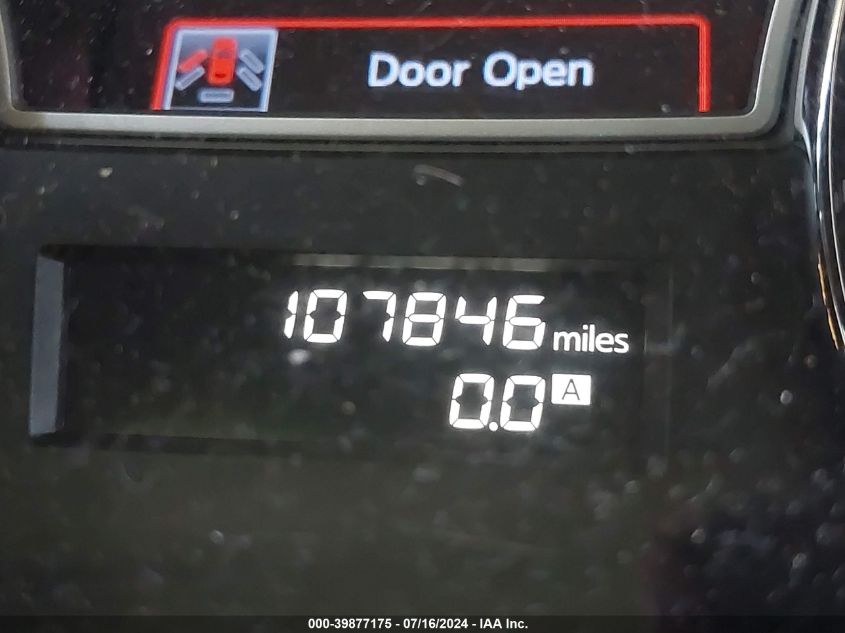 Door Open
107846 miles
0.0 A
000-39877175 - 07/16/2024 - IAA Inc.